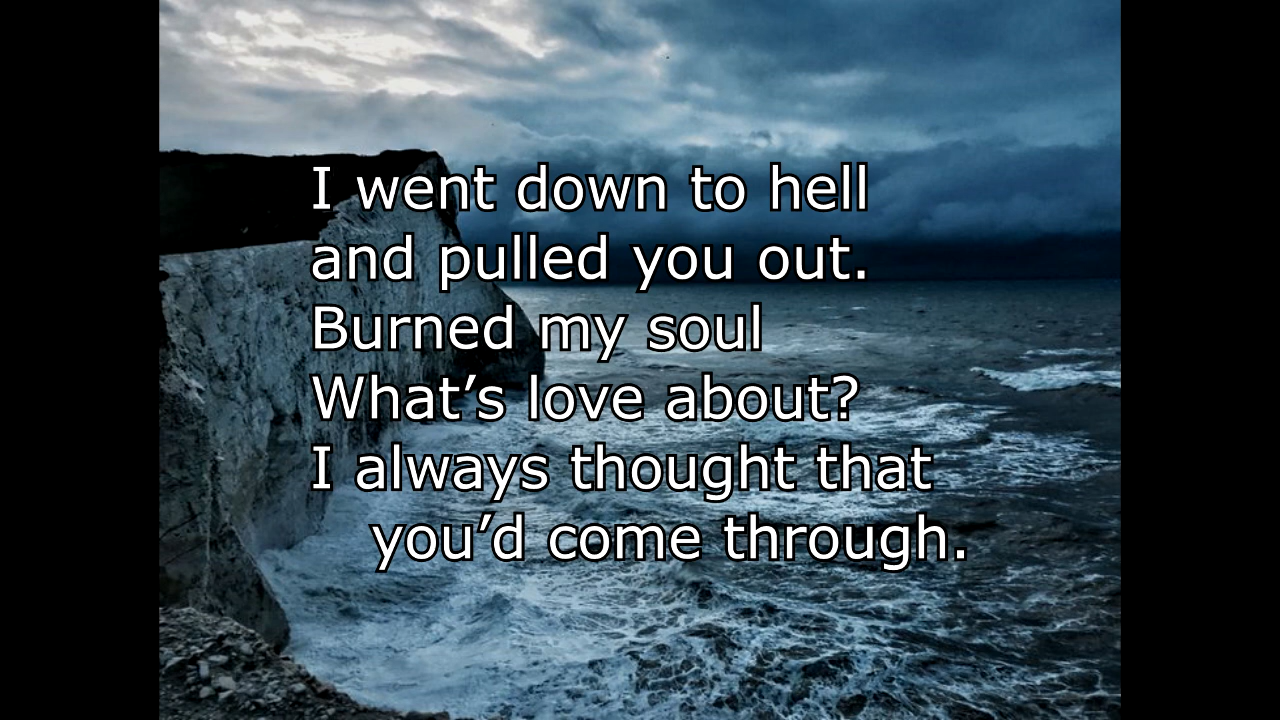 I went down to hell
and pulled you out.
Burned my soul
What’s love about?
I always thought that
you’d come through.